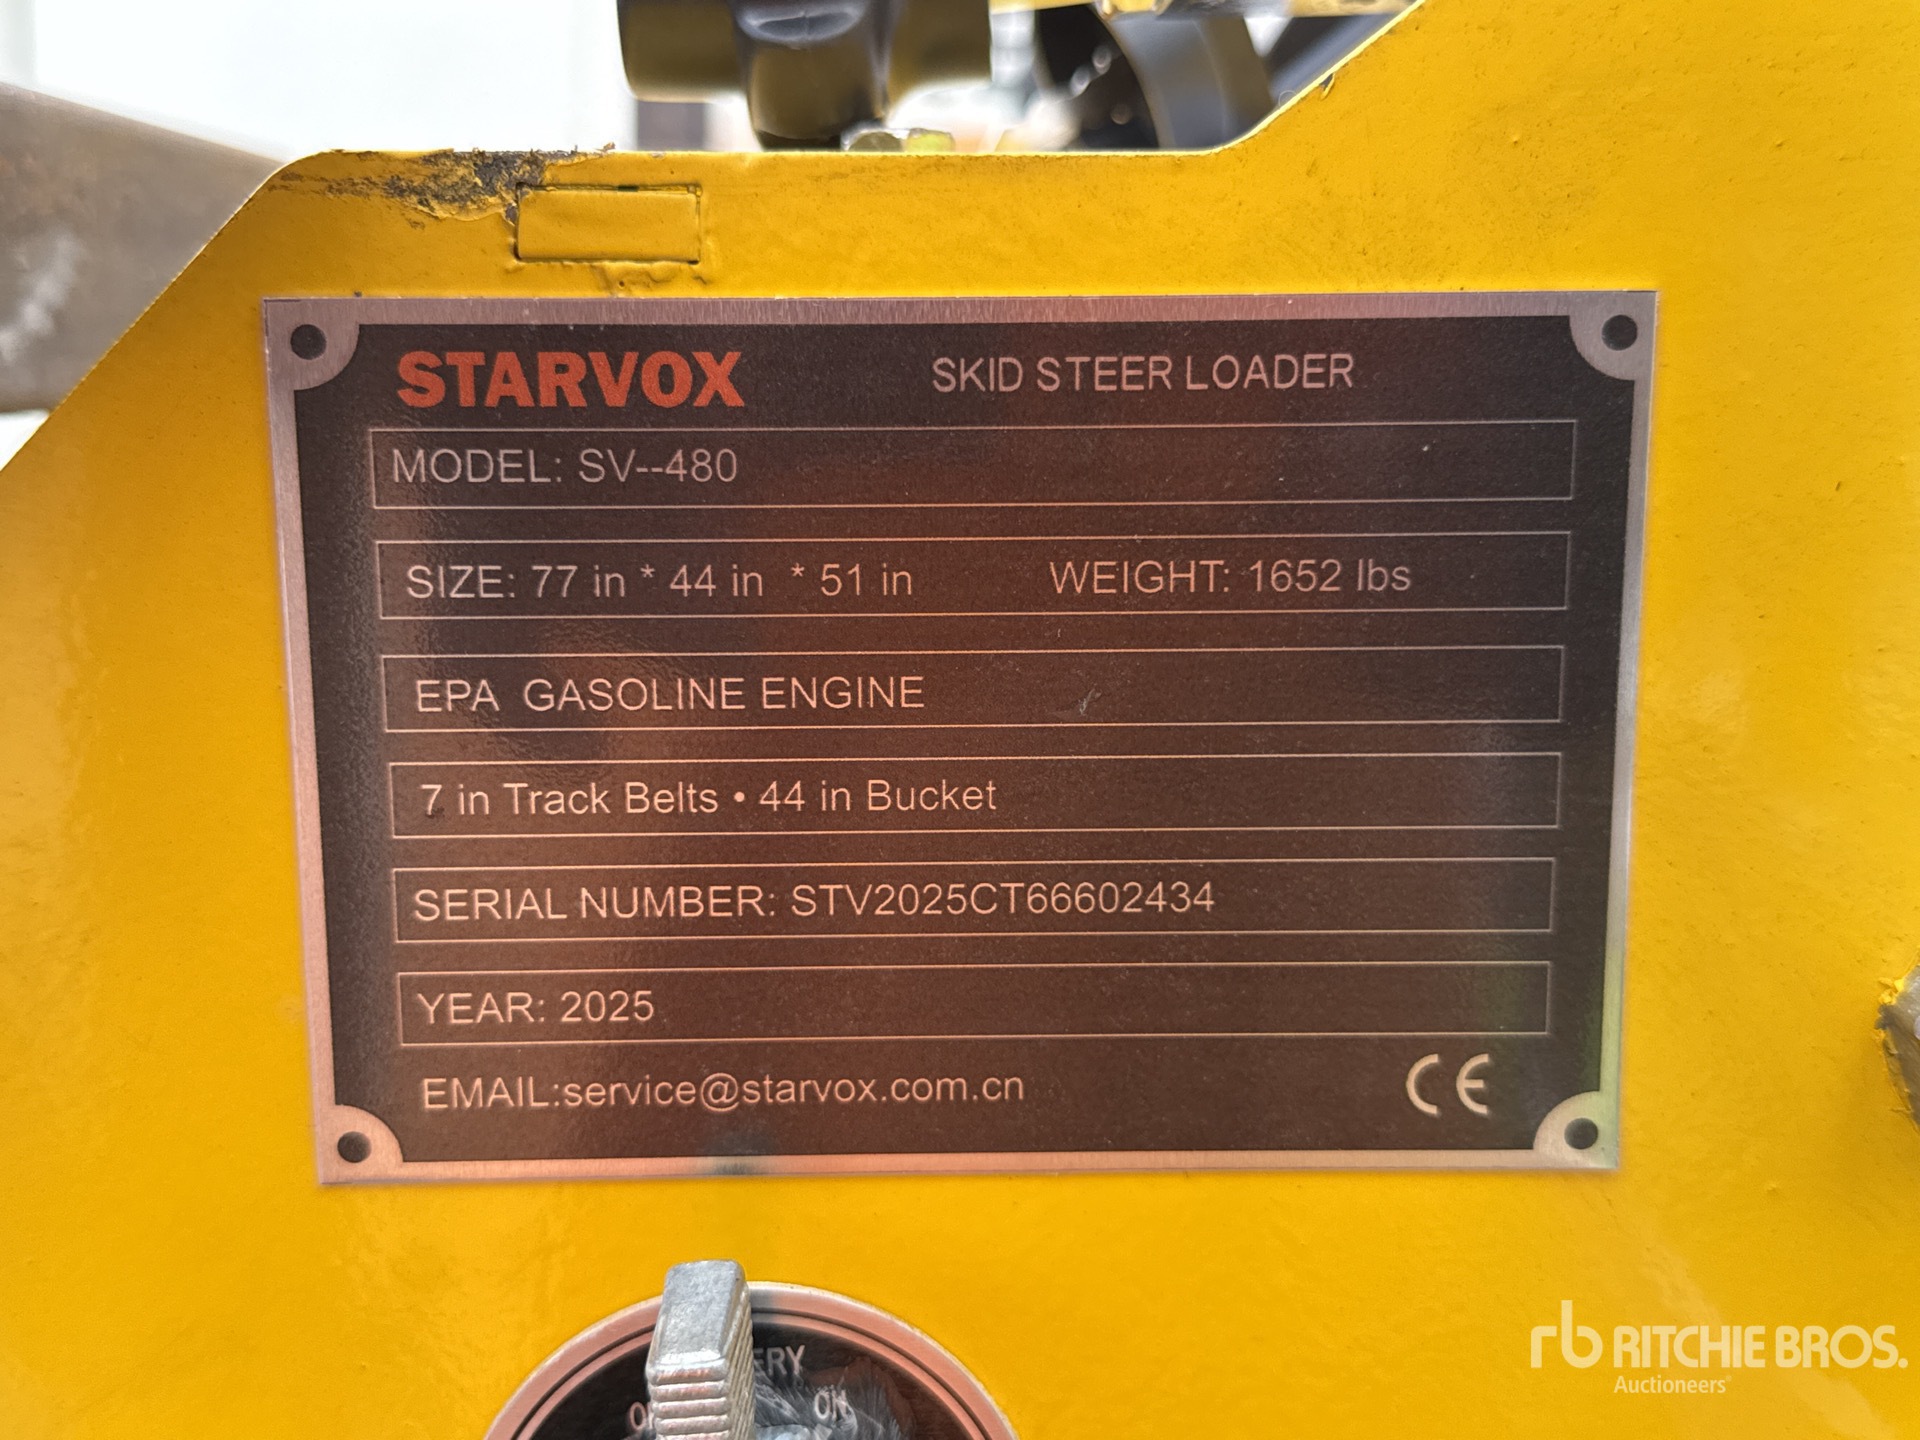 STARVOX SKID STEER LOADER
MODEL: SV--480
SIZE: 77 in * 44 in * 51 in WEIGHT: 1652 lbs
EPA GASOLINE ENGINE
7 in Track Belts • 44 in Bucket
SERIAL NUMBER: STV2025CT66602434
YEAR: 2025
EMAIL:service@starvox.com.cn CE
ON
rb RITCHIE BROS.
Auctioneers